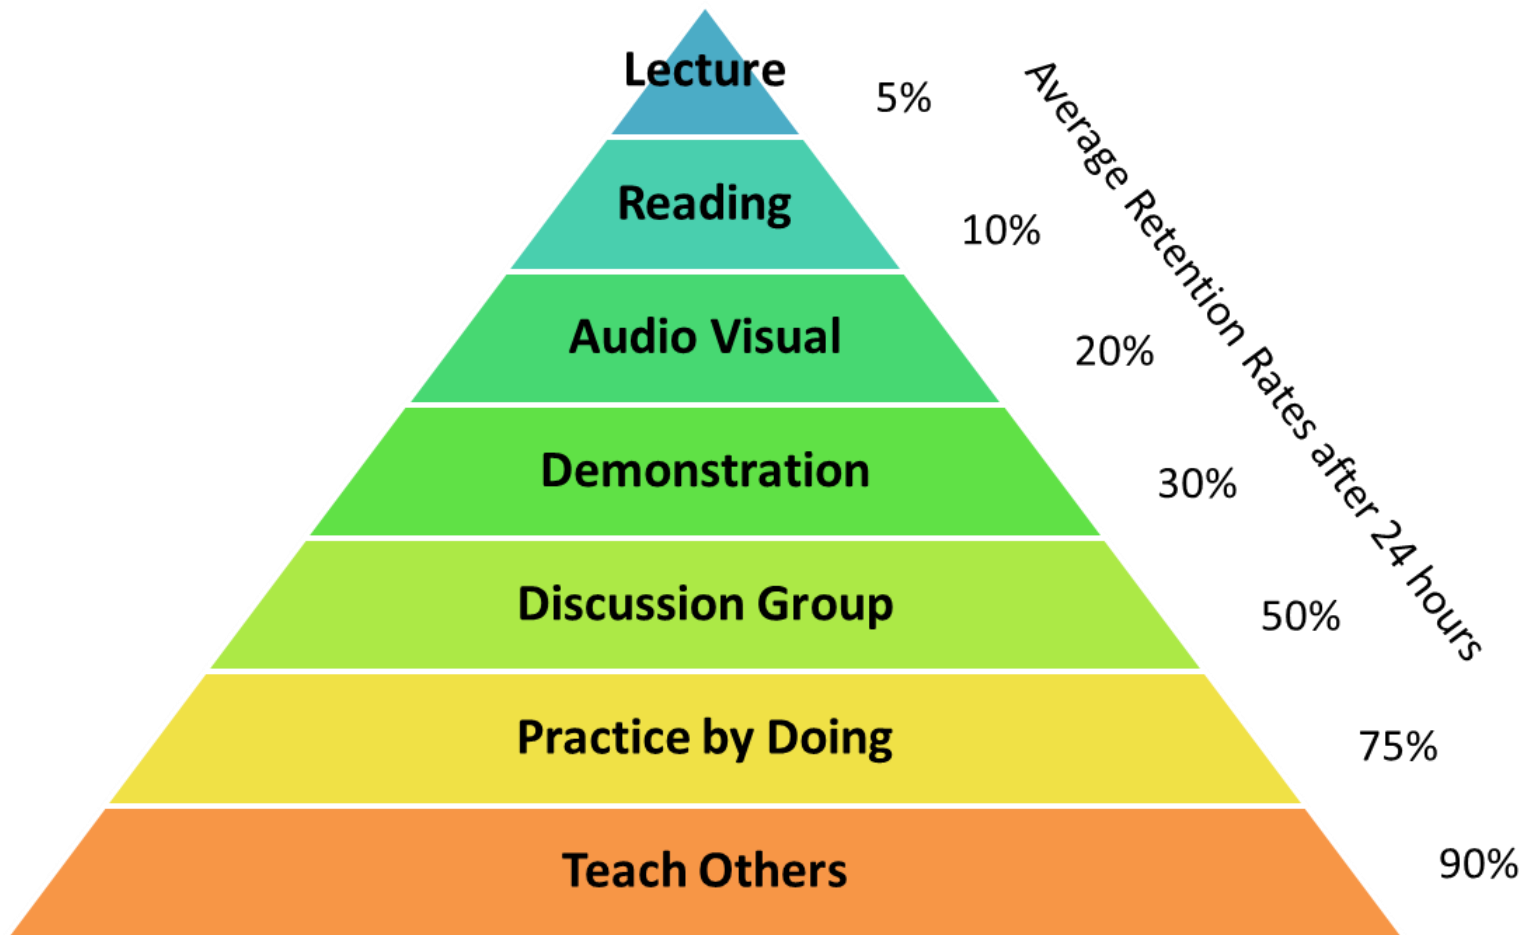 Lecture
5%
Reading
10%
Audio Visual
20%
Demonstration
30%
Discussion Group
50%
Practice by Doing
75%
Teach Others
90%
Average Retention Rates after 24 hours